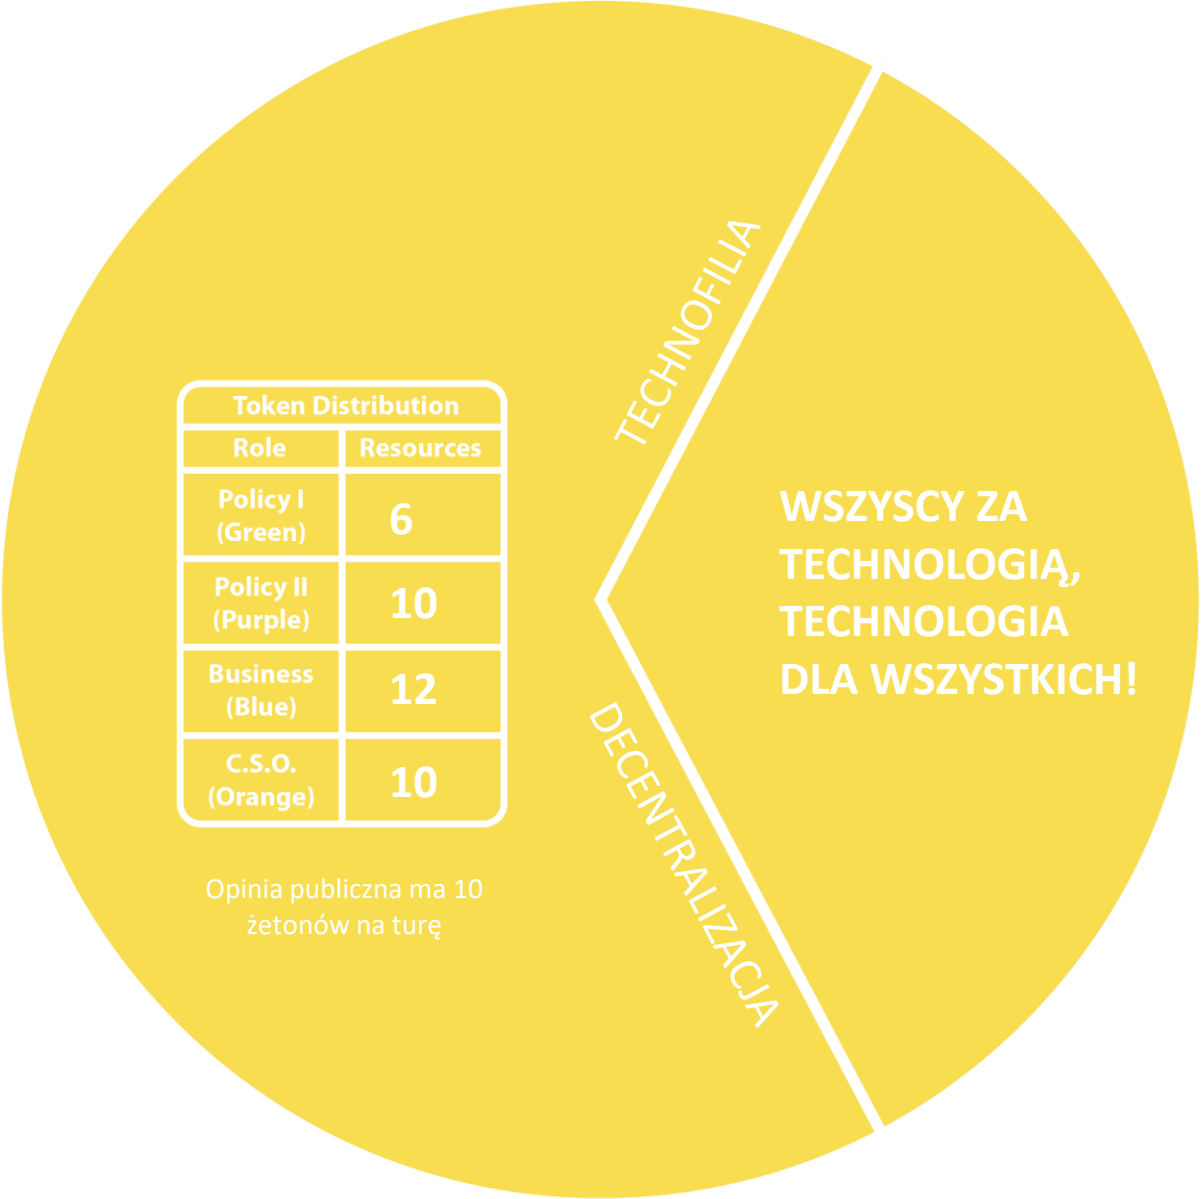 TECHNOFILIA
Token Distribution
Role Resources
Policy I
(Green)
6
Policy II
(Purple)
10
Business
(Blue)
12
C.S.O.
(Orange)
10
Opinia publiczna ma 10
żetonów na turę
WSZYSCY ZA
TECHNOLOGIĄ,
TECHNOLOGIA
DLA WSZYSTKICH!
DECENTRALIZACJA